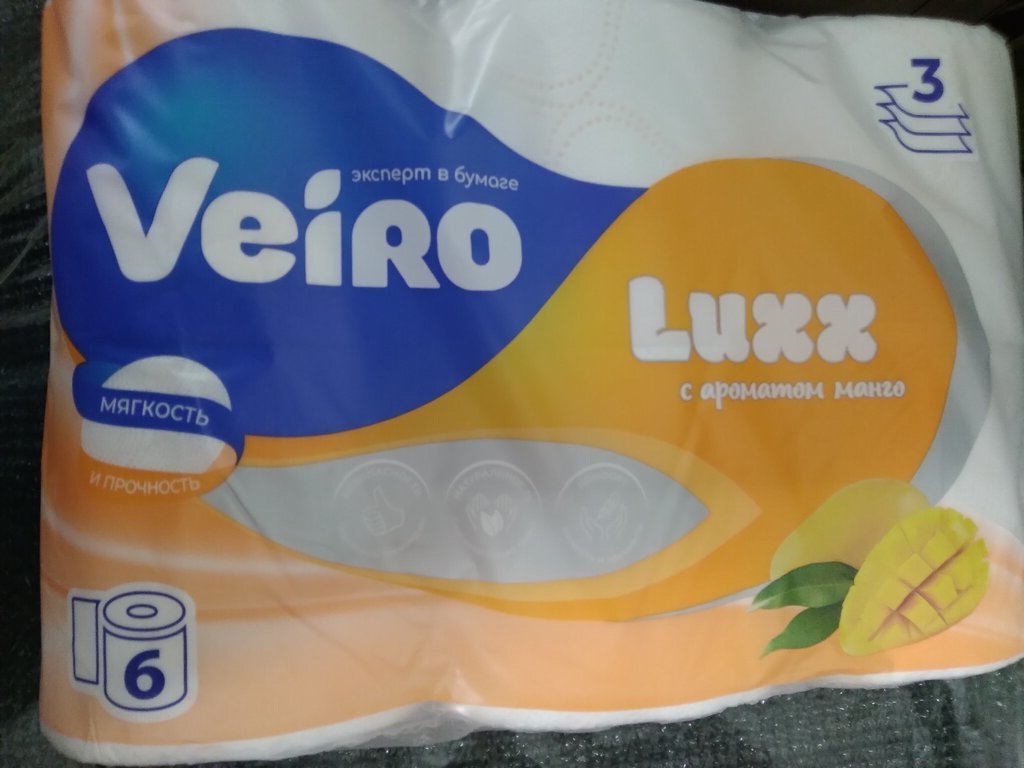 3
эксперт в бумаге
Veiro
Luxx
с ароматом манго
МЯГКОСТЬ
И ПРОЧНОСТЬ
6